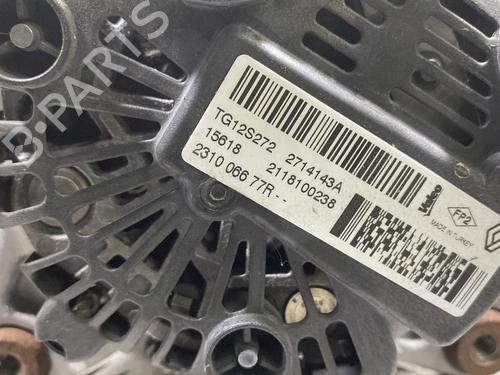 B-PARTS
TG12S272 2714143A
15618 2118100238
2310 066 77R--
Valeo
FP2
MADE IN TURKEY